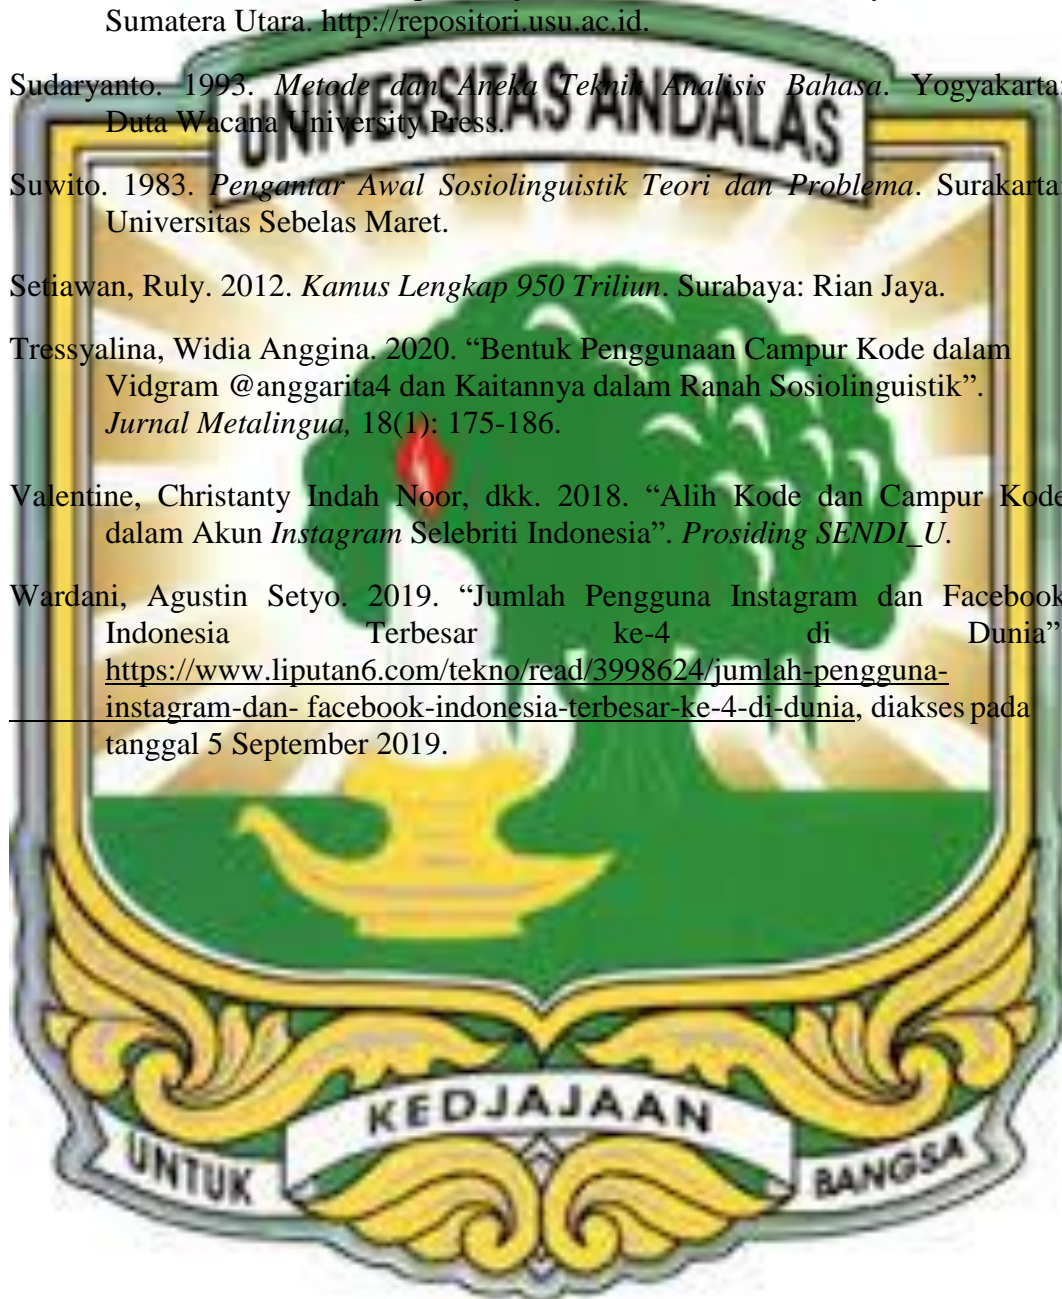 Sumatera Utara. http://repositori.usu.ac.id.
Sudaryanto. 1993. Metode dan Aneka Teknik Analisis Bahasa. Yogyakarta:
Duta Wacana University Press.
UNIVERSITAS ANDALAS
Suwito. 1983. Pengantar Awal Sosiolinguistik Teori dan Problema. Surakarta:
Universitas Sebelas Maret.
Setiawan, Ruly. 2012. Kamus Lengkap 950 Triliun. Surabaya: Rian Jaya.
Tressyalina, Widia Anggina. 2020. “Bentuk Penggunaan Campur Kode dalam
Vidgram @anggarita4 dan Kaitannya dalam Ranah Sosiolinguistik”.
Jurnal Metalingua, 18(1): 175-186.
Valentine, Christanty Indah Noor, dkk. 2018. “Alih Kode dan Campur Kode
dalam Akun Instagram Selebriti Indonesia”. Prosiding SENDI_U.
Wardani, Agustin Setyo. 2019. “Jumlah Pengguna Instagram dan Facebook
Indonesia Terbesar ke-4 di Dunia”
https://www.liputan6.com/tekno/read/3998624/jumlah-pengguna-
instagram-dan- facebook-indonesia-terbesar-ke-4-di-dunia, diakses pada
tanggal 5 September 2019.
KEDJAJAAN
UNTUK BANGSA